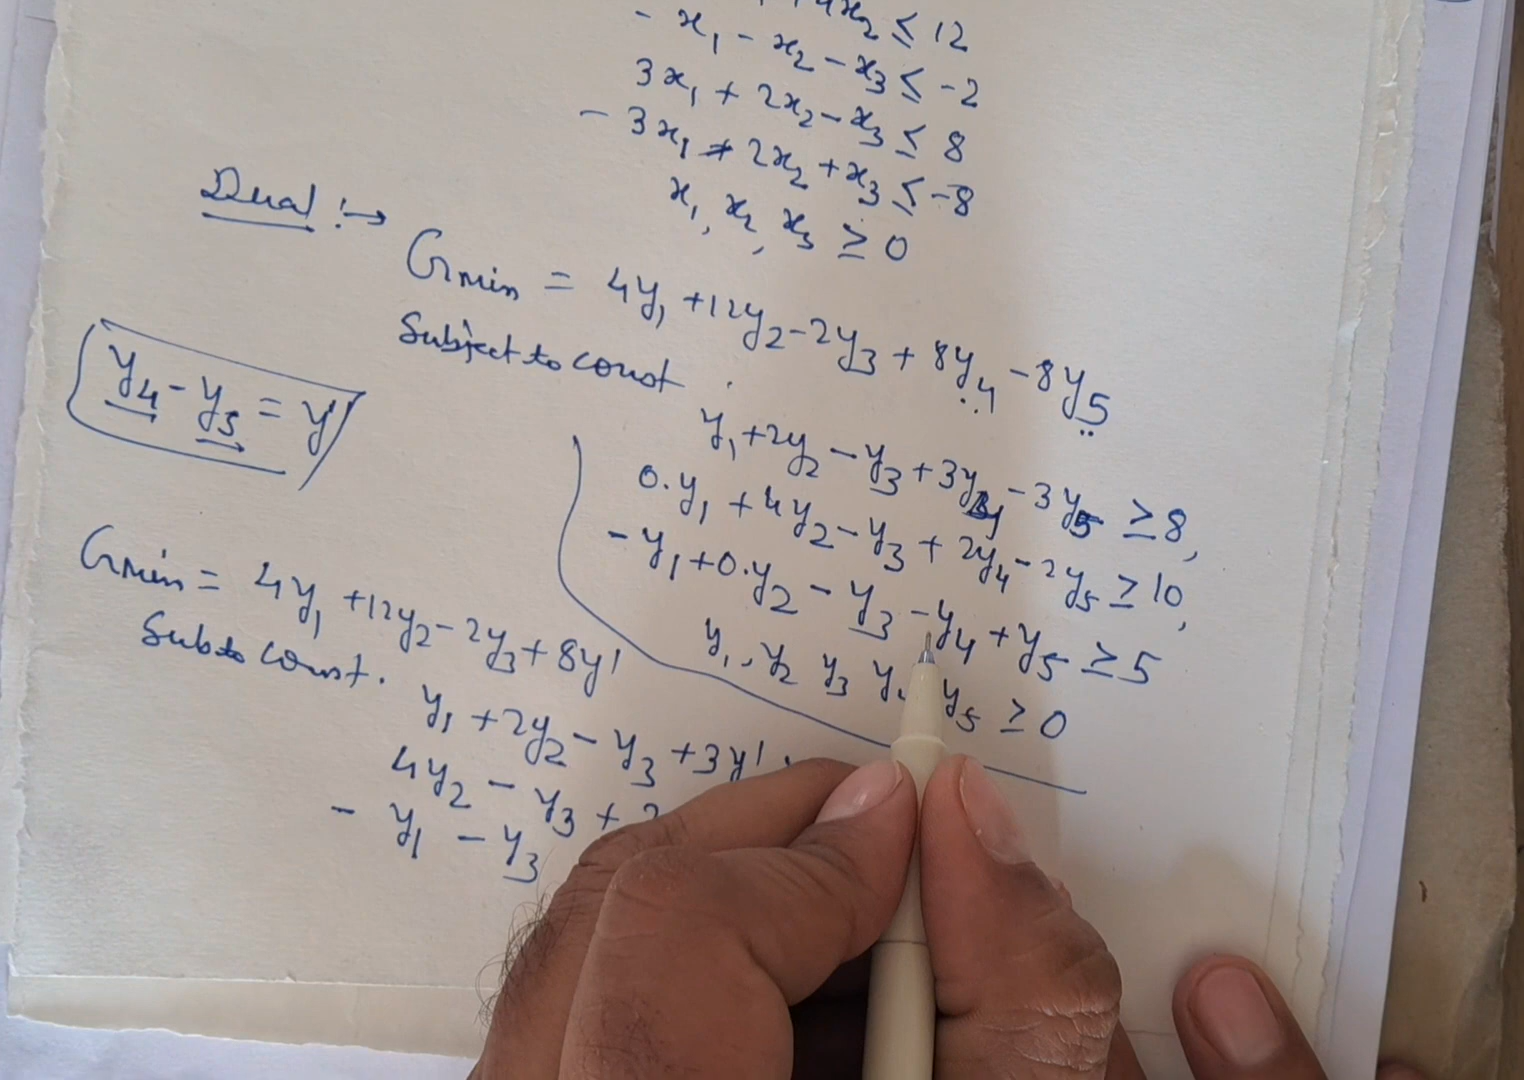 4x₂ ≤ 12
- x₁ - x₂ - x₃ ≤ -2
3x₁ + 2x₂ - x₃ ≤ 8
- 3x₁ - 2x₂ + x₃ ≤ -8
x₁, x₂, x₃ ≥ 0
Dual :→
Gmin = 4y₁ + 12y₂ - 2y₃ + 8y₄ - 8y₅
Subject to const.
y₁ + 2y₂ - y₃ + 3y₄ - 3y₅ ≥ 8,
0.y₁ + 4y₂ - y₃ + 2y₄ - 2y₅ ≥ 10,
- y₁ + 0.y₂ - y₃ - y₄ + y₅ ≥ 5
y₁, y₂ y₃ y₅ ≥ 0
y₄ - y₅ = y'
Gmin = 4y₁ + 12y₂ - 2y₃ + 8y'
Sub to const.
y₁ + 2y₂ - y₃ + 3y'
4y₂ - y₃ + 2
- y₁ - y₃